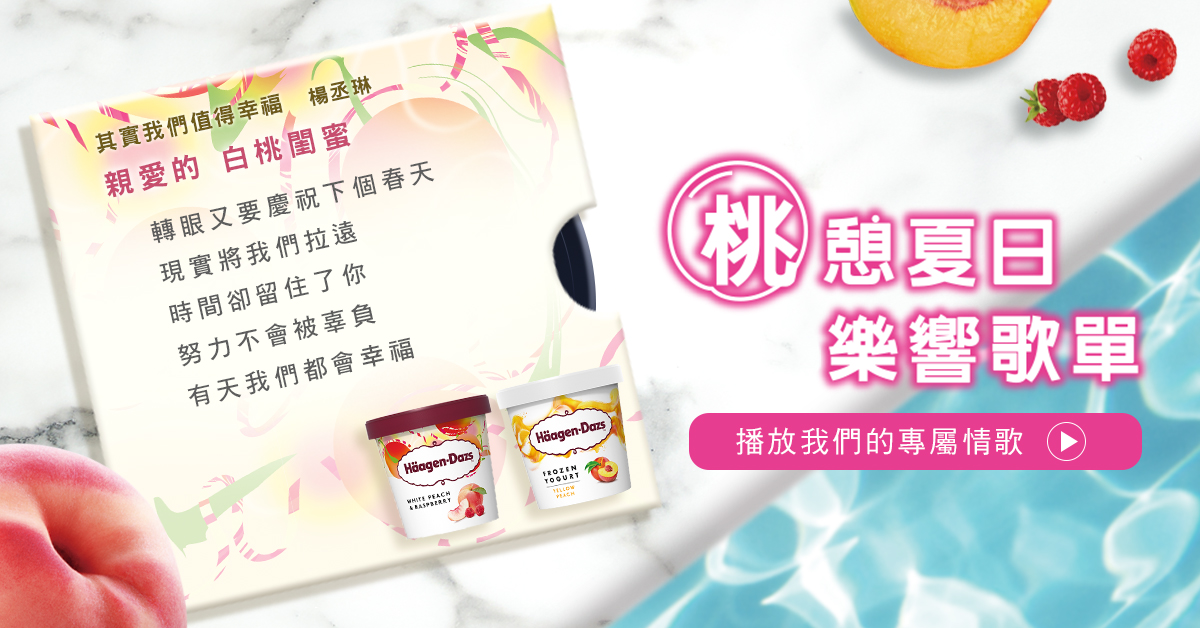 其實我們值得幸福 楊丞琳
親愛的 白桃閨蜜
轉眼又要慶祝下個春天
現實將我們拉遠
時間卻留住了你
努力不會被辜負
有天我們都會幸福
Häagen-Dazs
WHITE PEACH
& RASPBERRY
Häagen-Dazs
FROZEN
YOGURT
YELLOW
PEACH
桃憩夏日
樂響歌單
播放我們的專屬情歌